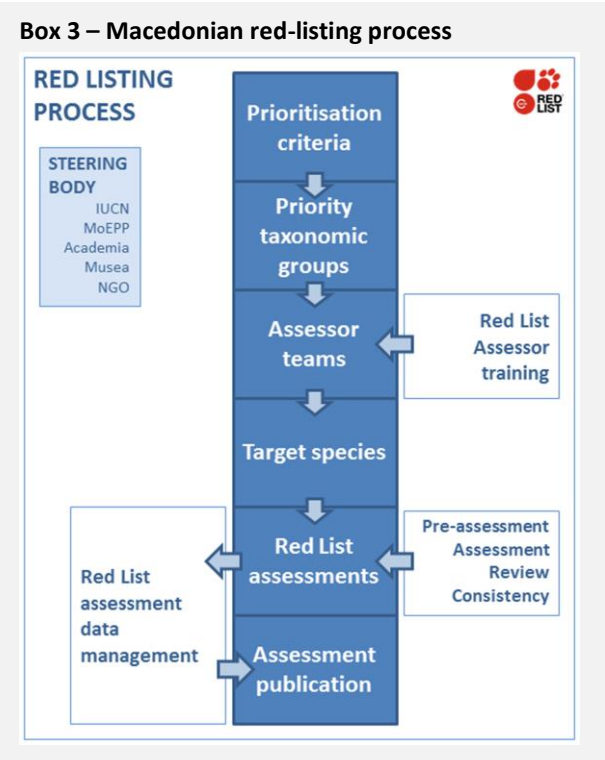 Box 3 – Macedonian red-listing process
RED LISTING
PROCESS
RED
LIST
STEERING
BODY
IUCN
MoEPP
Academia
Musea
NGO
Prioritisation
criteria
Priority
taxonomic
groups
Assessor
teams
Red List
Assessor
training
Target species
Red List
assessments
Pre-assessment
Assessment
Review
Consistency
Red List
assessment
data
management
Assessment
publication